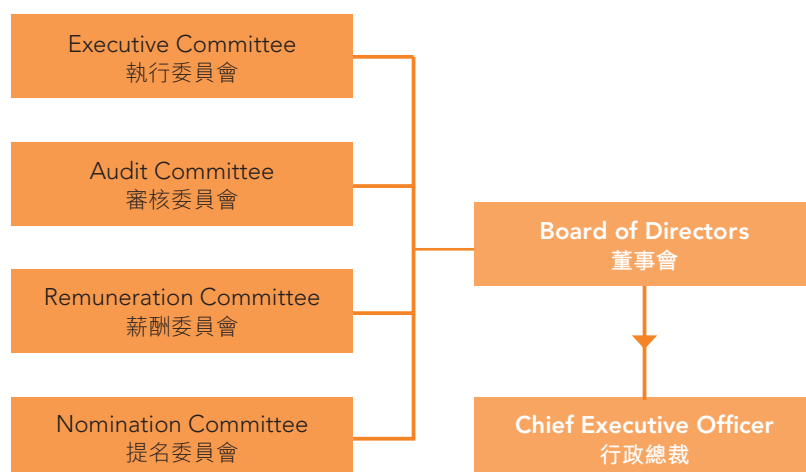 Executive Committee
執行委員會
Audit Committee
審核委員會
Remuneration Committee
薪酬委員會
Nomination Committee
提名委員會
Board of Directors
董事會
Chief Executive Officer
行政總裁